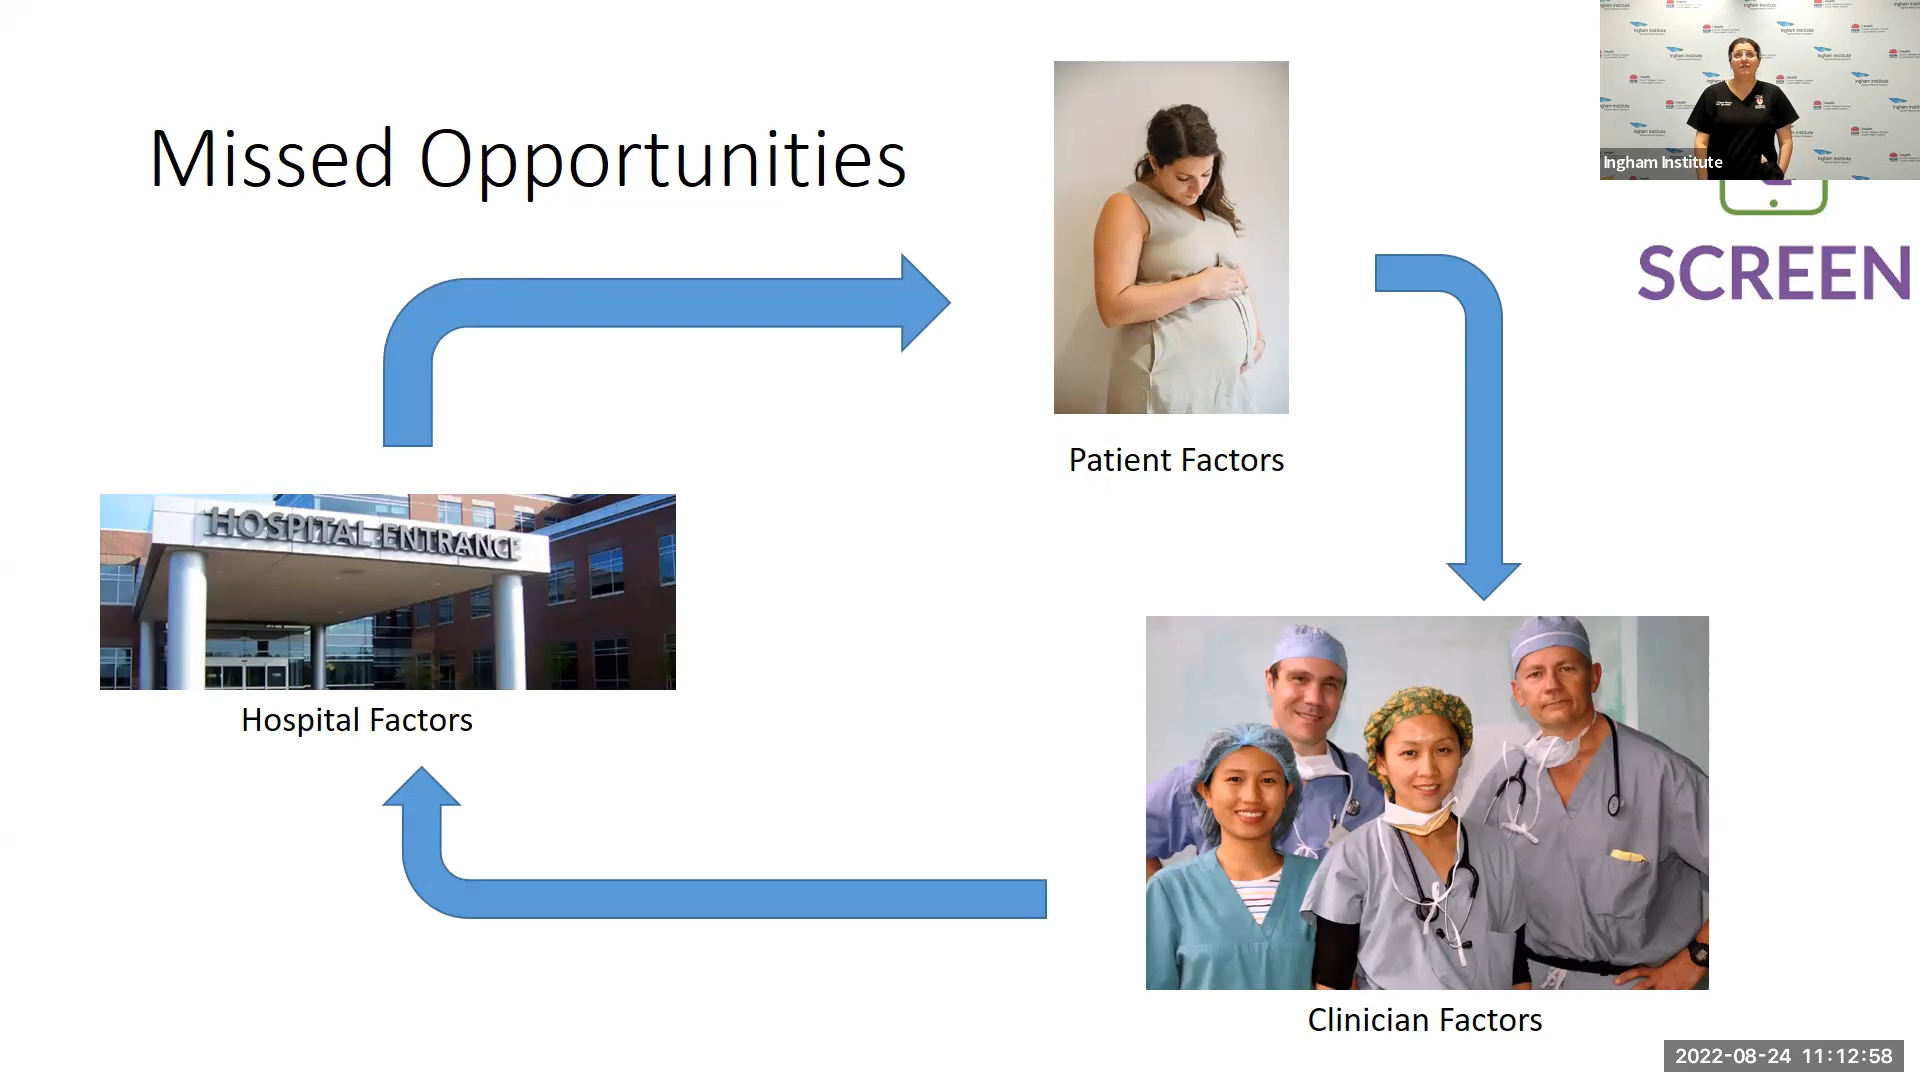 Missed Opportunities
Ingham Institute
SCREEN
Patient Factors
HOSPITAL ENTRANCE
Hospital Factors
Clinician Factors
2022-08-24 11:12:58